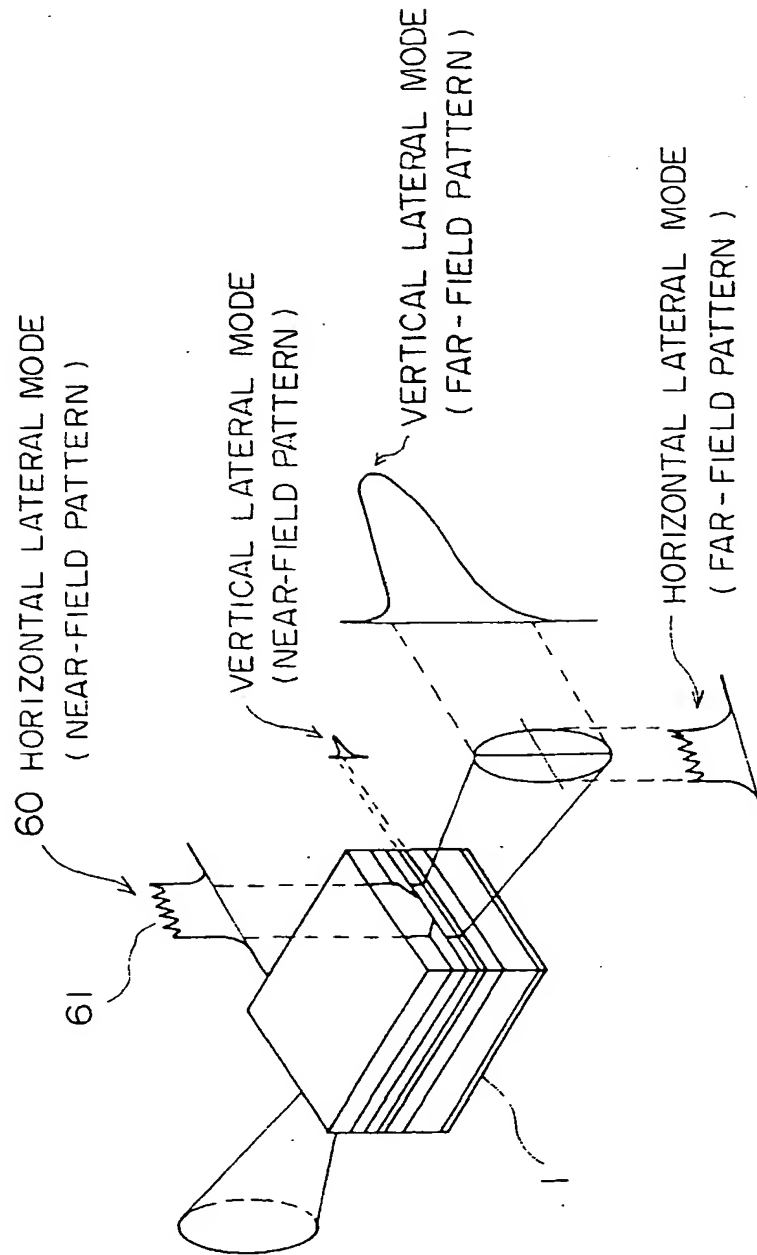 60 HORIZONTAL LATERAL MODE
(NEAR-FIELD PATTERN)
61
VERTICAL LATERAL MODE
(NEAR-FIELD PATTERN)
VERTICAL LATERAL MODE
(FAR-FIELD PATTERN)
HORIZONTAL LATERAL MODE
(FAR-FIELD PATTERN)
1